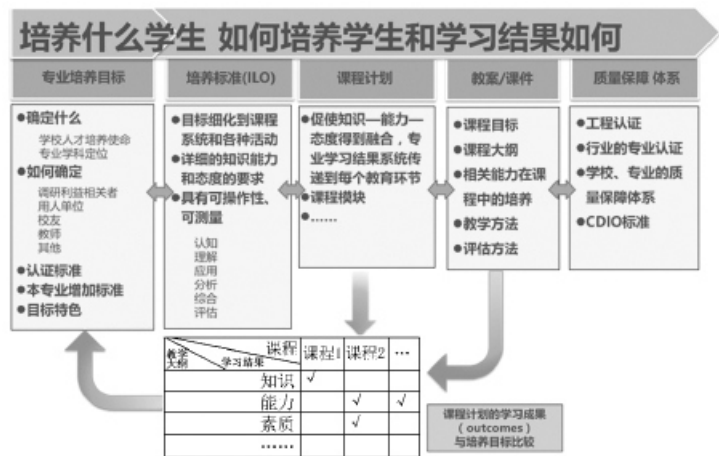 培养什么学生 如何培养学生和学习结果如何
专业培养目标
●确定什么
学校人才培养使命
专业学科定位
●如何确定
调研利益相关者
用人单位
校友
教师
其他
●认证标准
●本专业增加标准
●目标特色
培养标准(ILO)
●目标细化到课程
系统和各种活动
●详细的知识能力
和态度的要求
●具有可操作性、
可测量
认知
理解
应用
分析
综合
评估
课程计划
●促使知识—能力—
态度得到融合，专
业学习结果系统传
递到每个教育环节
●课程模块
●……
教案/课件
●课程目标
●课程大纲
●相关能力在课
程中的培养
●教学方法
●评估方法
质量保障 体系
●工程认证
●行业的专业认证
●学校、专业的质
量保障体系
●CDIO标准
教学
大纲
学习结果
课程
课程1
课程2
…
知识 √
能力 √ √
素质 √
……
课程计划的学习成果
（outcomes）
与培养目标比较